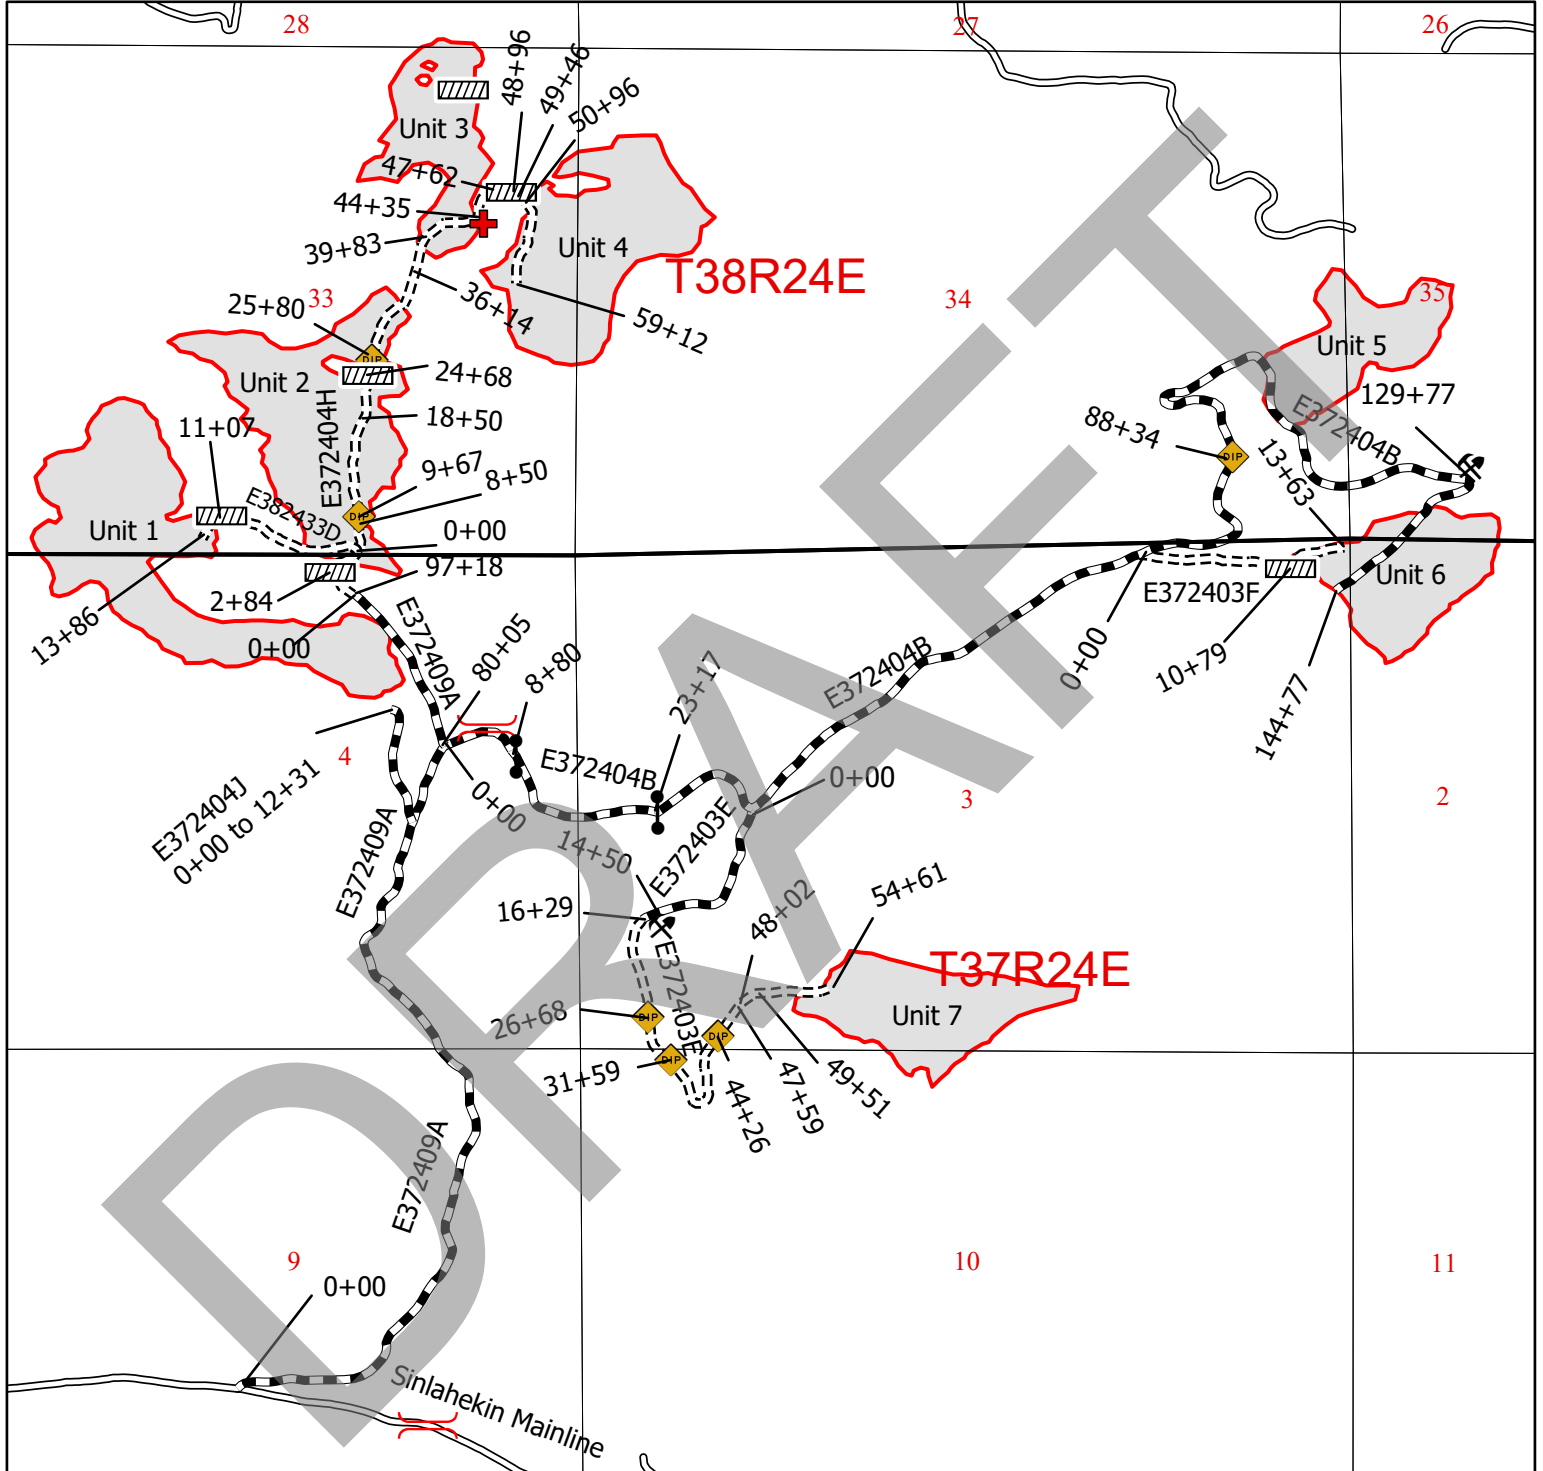 28
27
26
48+96
49+46
50+96
Unit 3
47+62
44+35
39+83
Unit 4
T38R24E
33
34
35
25+80
36+14
59+12
Unit 5
Unit 2
24+68
E372404H
18+50
E372404B
129+77
88+34
11+07
9+67
8+50
13+63
DIP
DIP
DIP
E382433D
Unit 1
0+00
97+18
Unit 6
2+84
E372403F
13+86
0+00
E372409A
80+05
8+80
23+17
E372404B
0+00
10+79
144+77
4
E372404B
0+00
3
2
E372404J
0+00 to 12+31
0+00
E372409A
14+50
E372403E
16+29
48+02
54+61
E372403E
T37R24E
Unit 7
26+68
DIP
DIP
DIP
31+59
44+26
47+59
49+51
E372409A
9
10
11
0+00
Sinlahekin Mainline
DRAFT